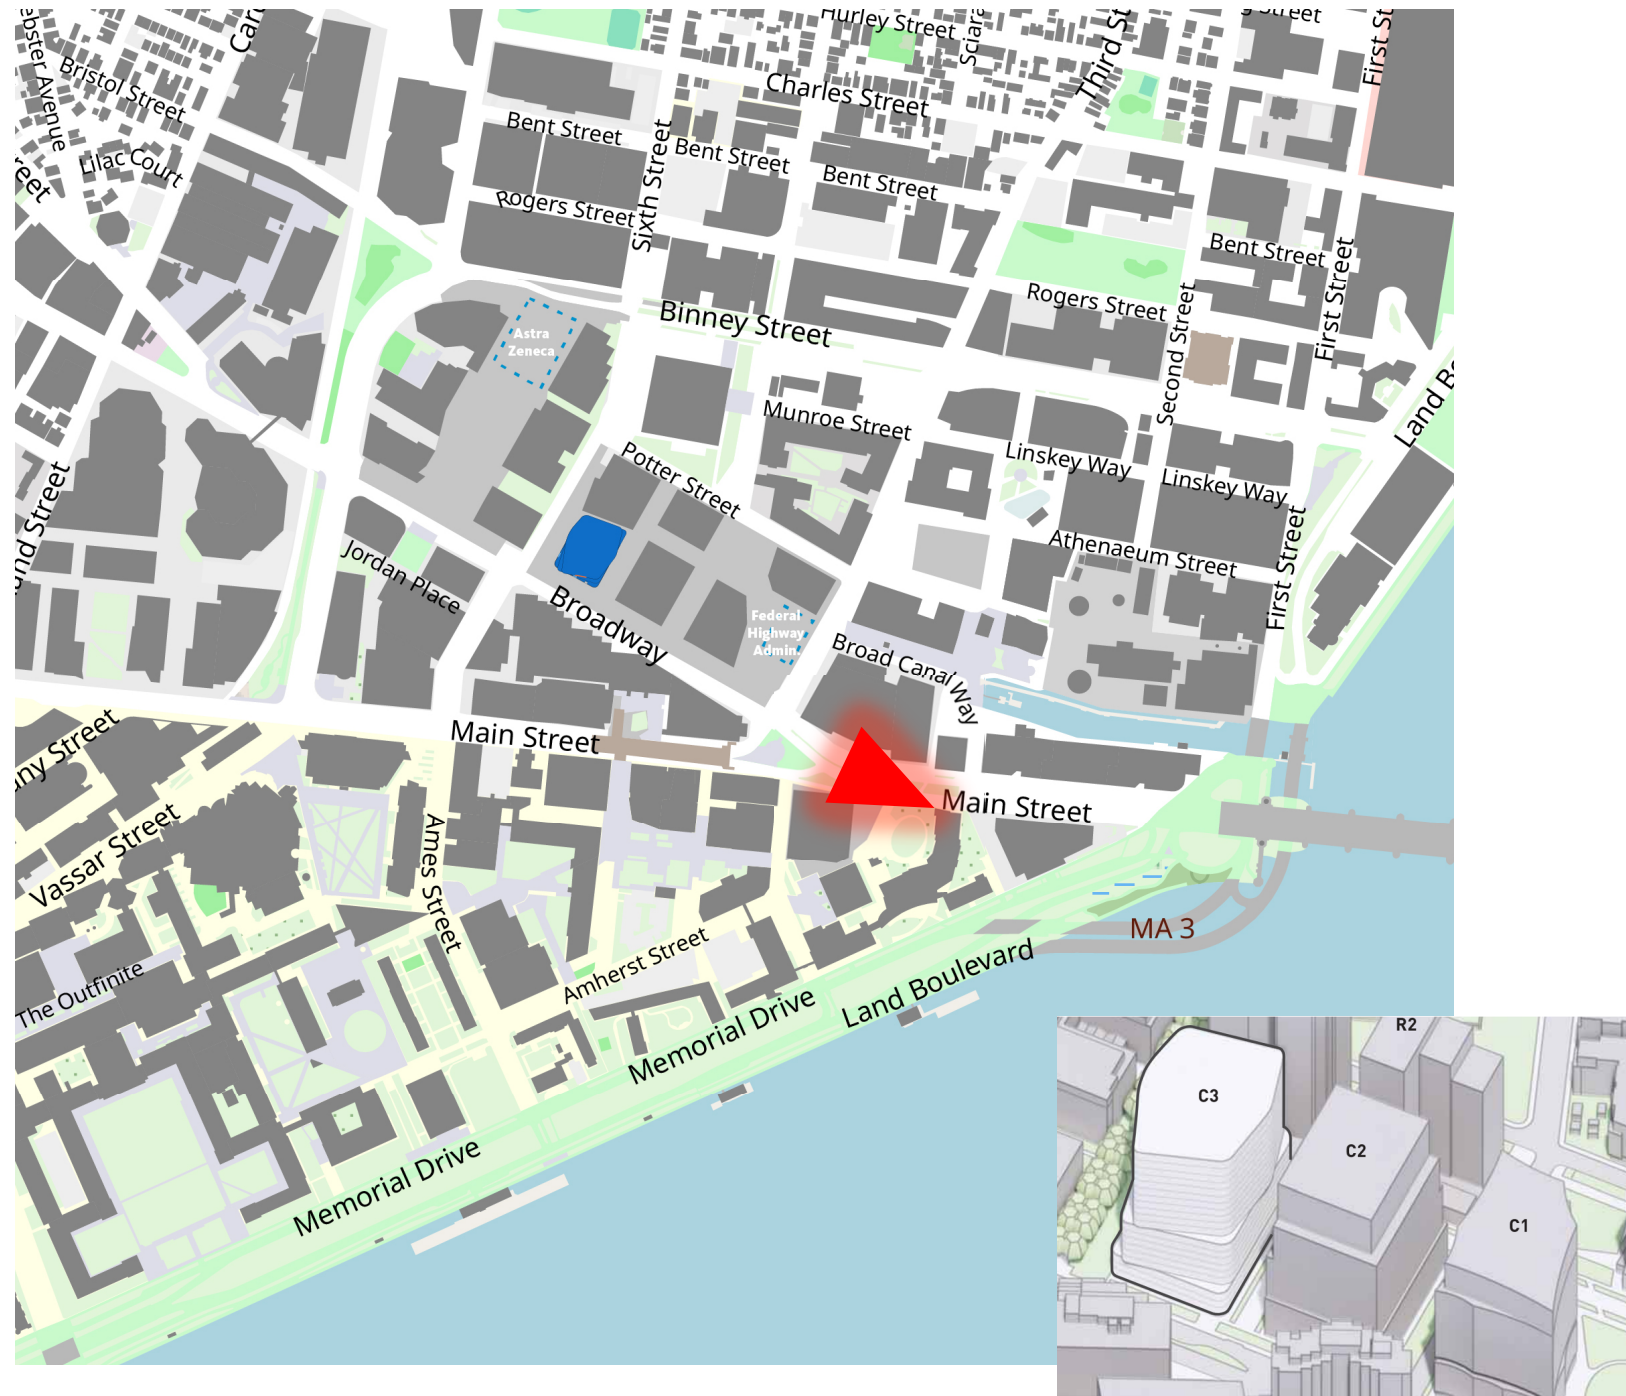 Hurley Street
Charles Street
Third St
First St
Bristol Street
Lilac Court
Bent Street
Bent Street
Bent Street
Rogers Street
Sixth Street
Bent Street
First Street
Rogers Street
Second Street
Binney Street
Astra
Zeneca
Munroe Street
Linskey Way
Linskey Way
Potter Street
Athenaeum Street
First Street
Jordan Place
Broadway
Federal
Highway
Admin.
Broad Canal Way
Main Street
Main Street
Vassar Street
Ames Street
MA 3
Amherst Street
The Outfinite
Land Boulevard
Memorial Drive
Memorial Drive
R2
C3
C2
C1